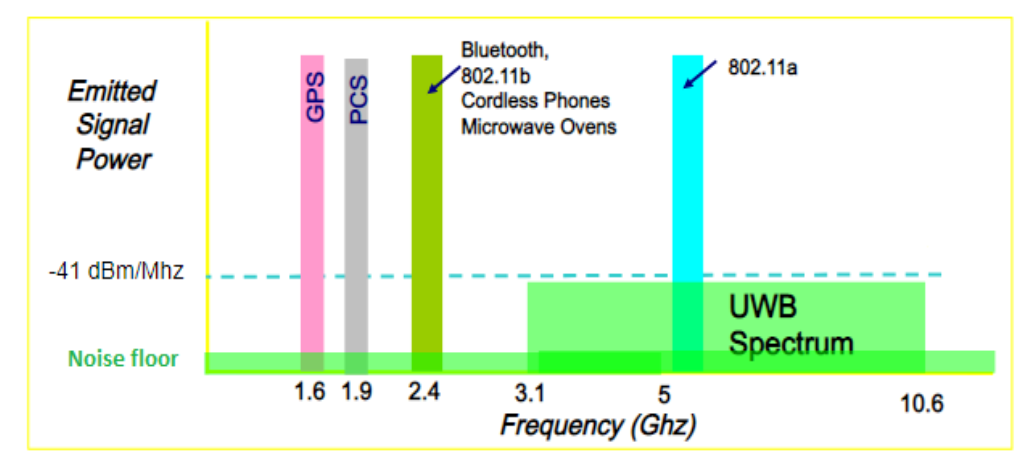 Emitted
Signal
Power
GPS
PCS
Bluetooth,
802.11b
Cordless Phones
Microwave Ovens
802.11a
-41 dBm/Mhz
UWB
Spectrum
Noise floor
1.6 1.9 2.4 3.1 5 10.6
Frequency (Ghz)